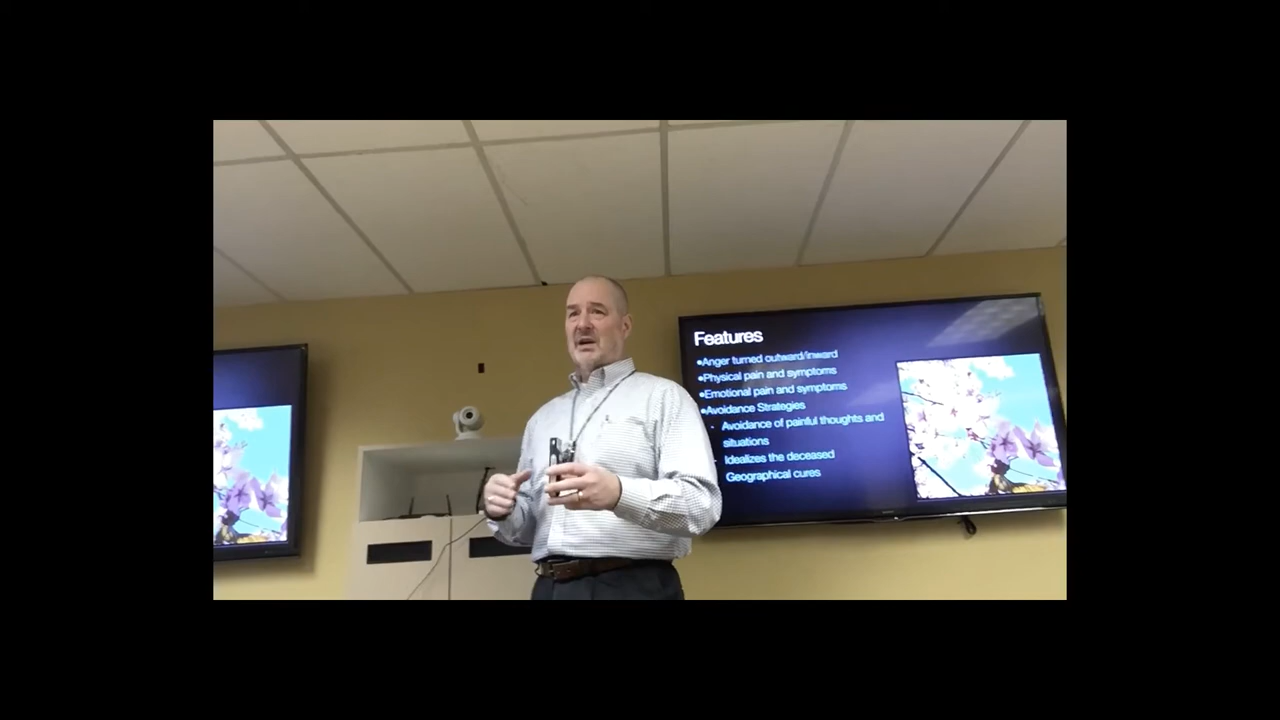 Features
•Anger turned outward/inward
•Physical pain and symptoms
•Emotional pain and symptoms
•Avoidance Strategies
- Avoidance of painful thoughts and
situations
- Idealizes the deceased
Geographical cures